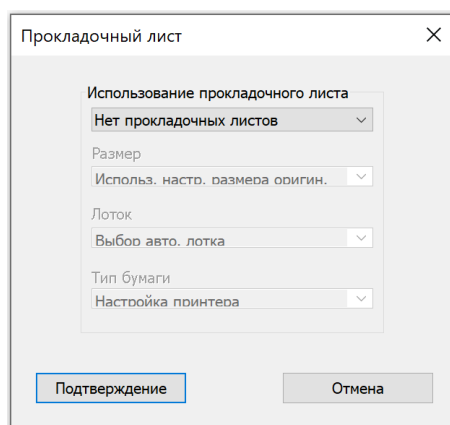 Прокладочный лист
Использование прокладочного листа
Нет прокладочных листов
Размер
Использ. настр. размера оригин.
Лоток
Выбор авто. лотка
Тип бумаги
Настройка принтера
Подтверждение
Отмена